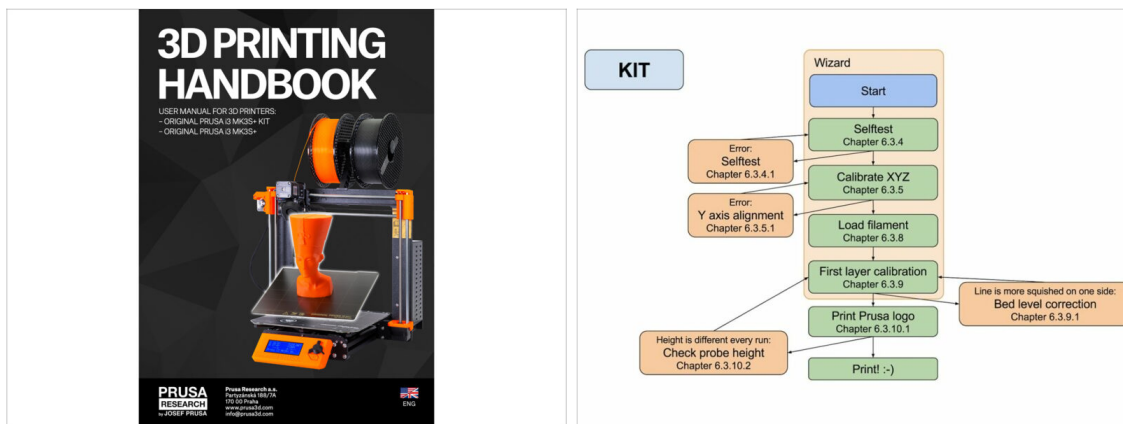 3D PRINTING
HANDBOOK
USER MANUAL FOR 3D PRINTERS:
– ORIGINAL PRUSA i3 MK3S+ KIT
– ORIGINAL PRUSA i3 MK3S+
PRUSA
RESEARCH
by JOSEF PRUSA
Prusa Research a.s.
Partyzánská 188/7A
170 00 Praha
www.prusa3d.com
info@prusa3d.com
ENG
KIT
Wizard
Start
Selftest
Chapter 6.3.4
Error:
Selftest
Chapter 6.3.4.1
Calibrate XYZ
Chapter 6.3.5
Error:
Y axis alignment
Chapter 6.3.5.1
Load filament
Chapter 6.3.8
First layer calibration
Chapter 6.3.9
Line is more squished on one side:
Bed level correction
Chapter 6.3.9.1
Print Prusa logo
Chapter 6.3.10.1
Height is different every run:
Check probe height
Chapter 6.3.10.2
Print! :-)